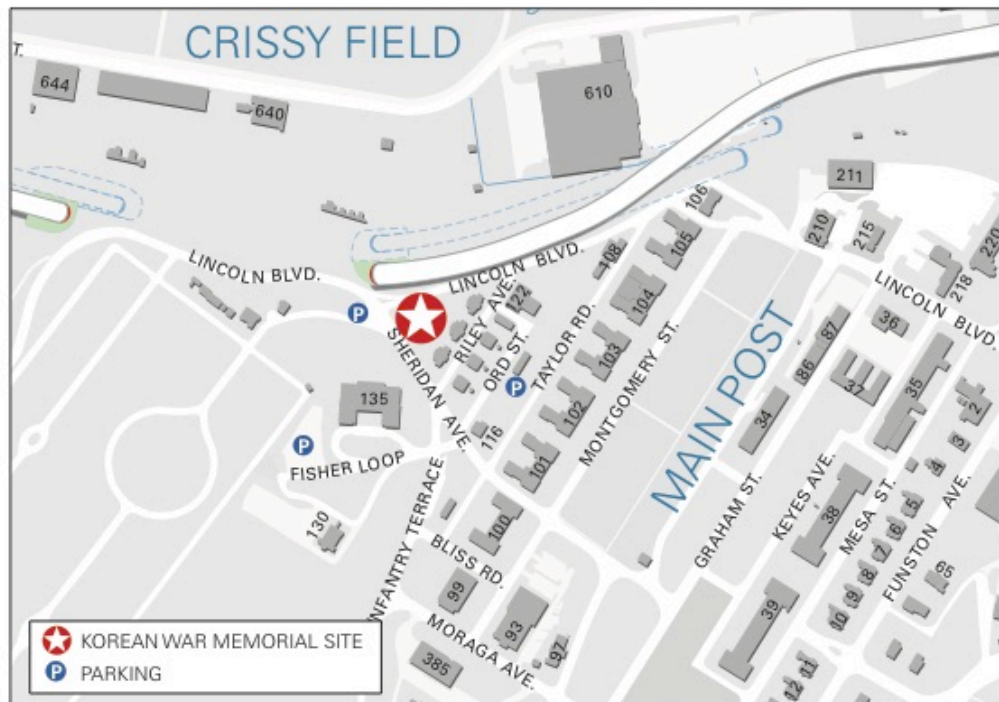 CRISSY FIELD
T.
644
640
610
211
106
210
215
220
105
218
LINCOLN BLVD.
LINCOLN BLVD.
LINCOLN BLVD.
108
122
104
RILEY AVE.
ORD ST.
TAYLOR RD.
P
SHERIDAN AVE.
103
MONTGOMERY ST.
MAIN POST
87
86
36
37
35
P
135
102
34
2
3
116
P
FISHER LOOP
101
4
130
INFANTRY TERRACE
100
BLISS RD.
GRAHAM ST.
KEYES AVE.
38
MESA ST.
5
6
7
8
9
10
FUNSTON AVE.
65
99
93
97
39
MORAGA AVE.
385
11
12
KOREAN WAR MEMORIAL SITE
P PARKING